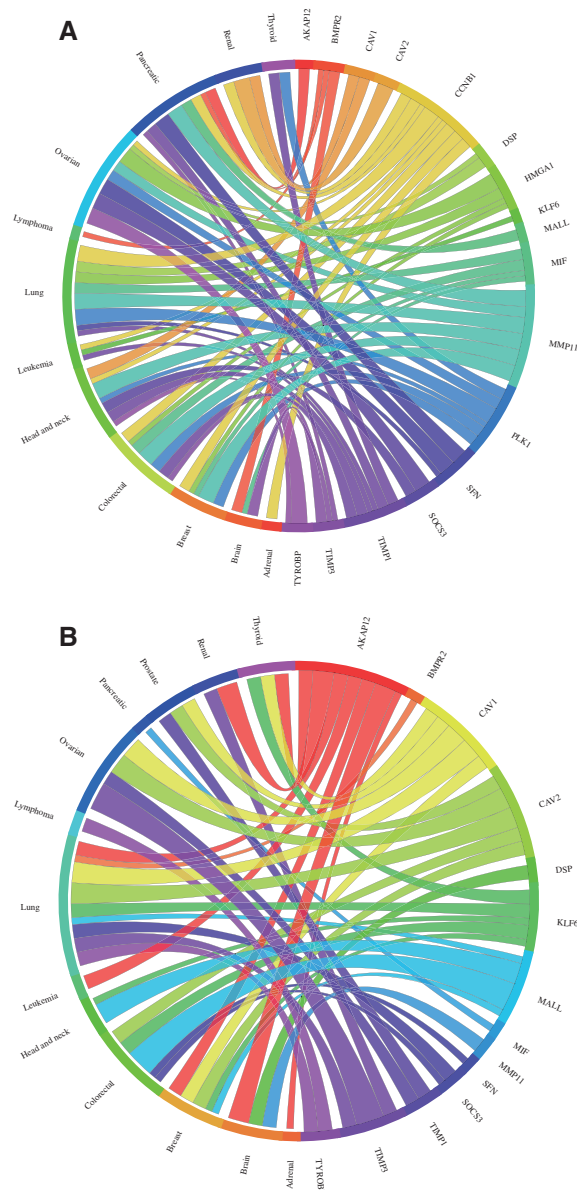 A
Thyroid
AKAP12
BMPR2
Renal
CAV1
CAV2
Pancreatic
CCNB1
DSP
Ovarian
HMGA1
KLF6
Lymphoma
MALL
MIF
Lung
MMP11
Leukemia
Head and neck
PLK1
Colorectal
SFN
SOCS3
Breast
Brain
Adrenal
TYROBP
TIMP3
TIMP1
B
Thyroid
AKAP12
Renal
BMPR2
Prostate
CAV1
Pancreatic
Ovarian
CAV2
Lymphoma
DSP
Lung
KLF6
Leukemia
MALL
Head and neck
MIF
MMP11
Colorectal
SFN
SOCS3
Breast
TIMP1
Brain
Adrenal
TYROB
TIMP3